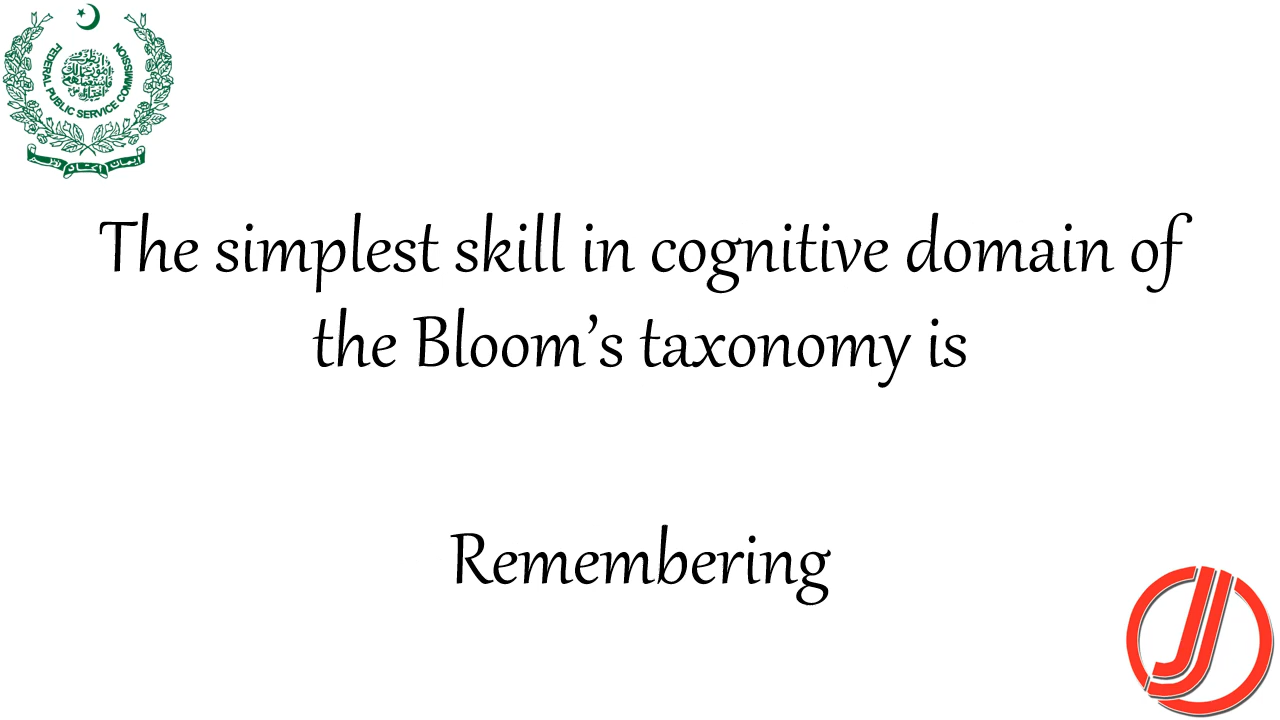 FEDERAL PUBLIC SERVICE COMMISSION
The simplest skill in cognitive domain of
the Bloom’s taxonomy is
Remembering